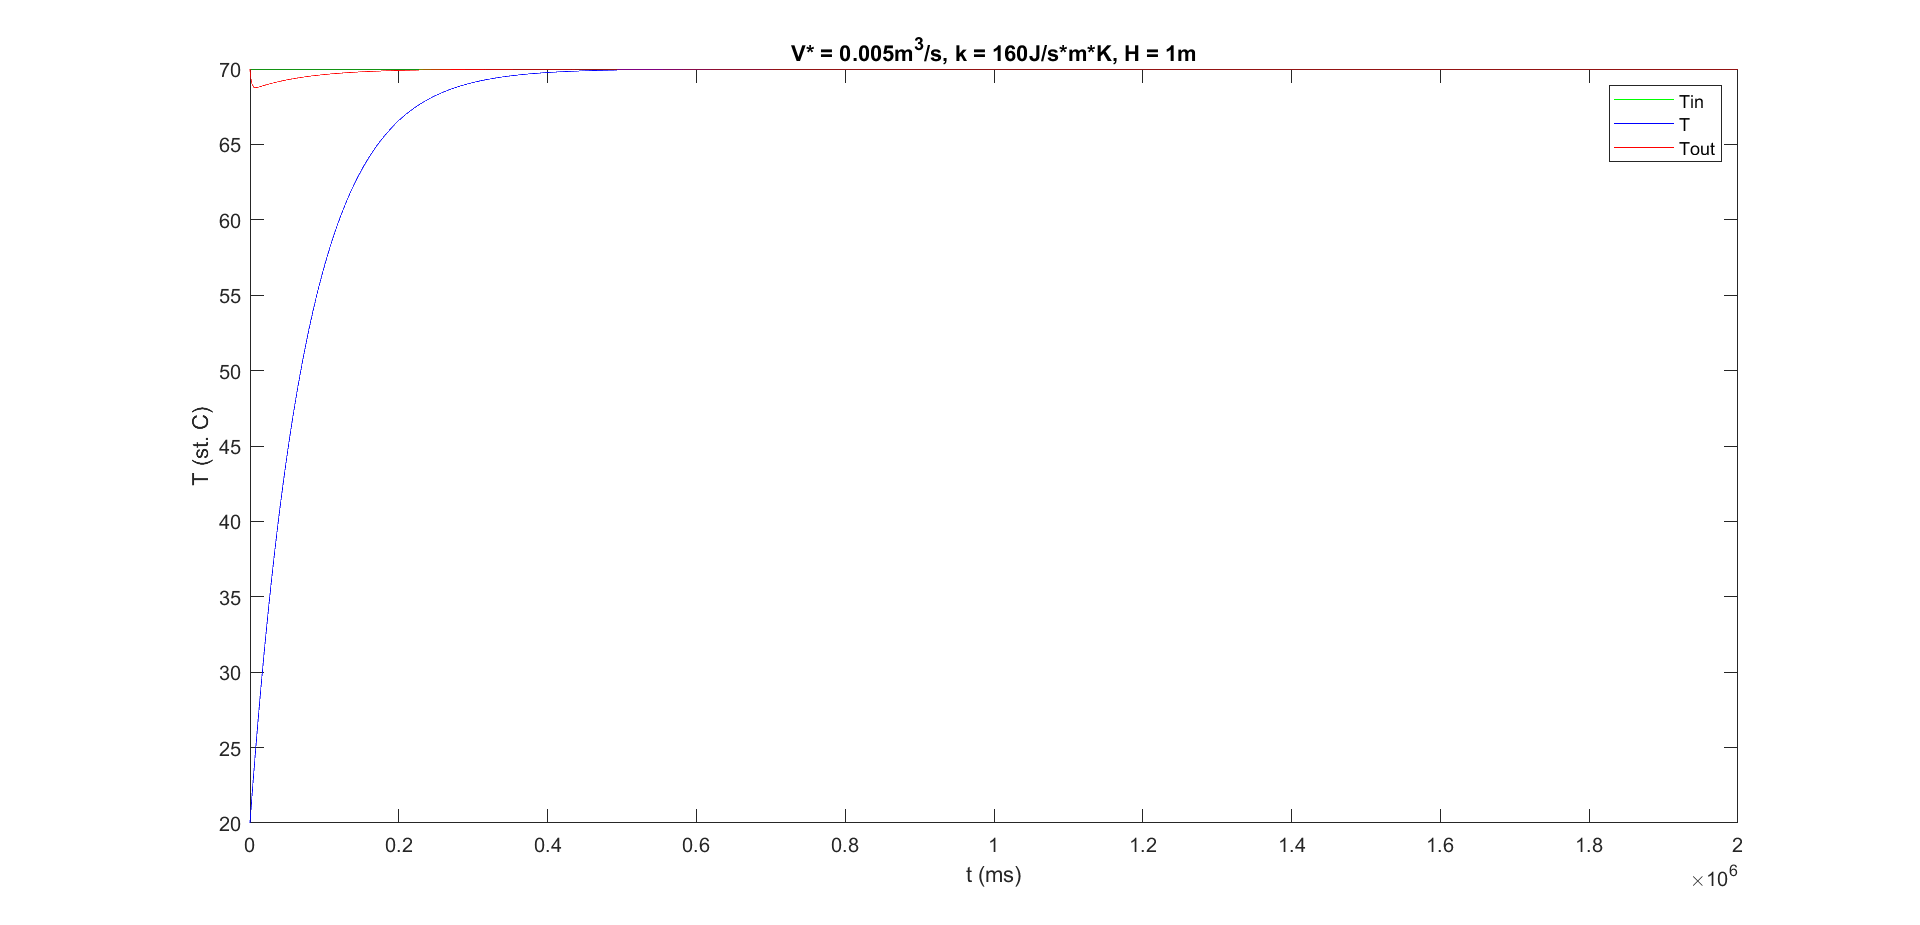 V* = 0.005m³/s, k = 160J/s*m*K, H = 1m
70
65
60
55
50
45
40
35
30
25
20
T (st. C)
Tin
T
Tout
0 0.2 0.4 0.6 0.8 1 1.2 1.4 1.6 1.8 2
t (ms)
×10⁶